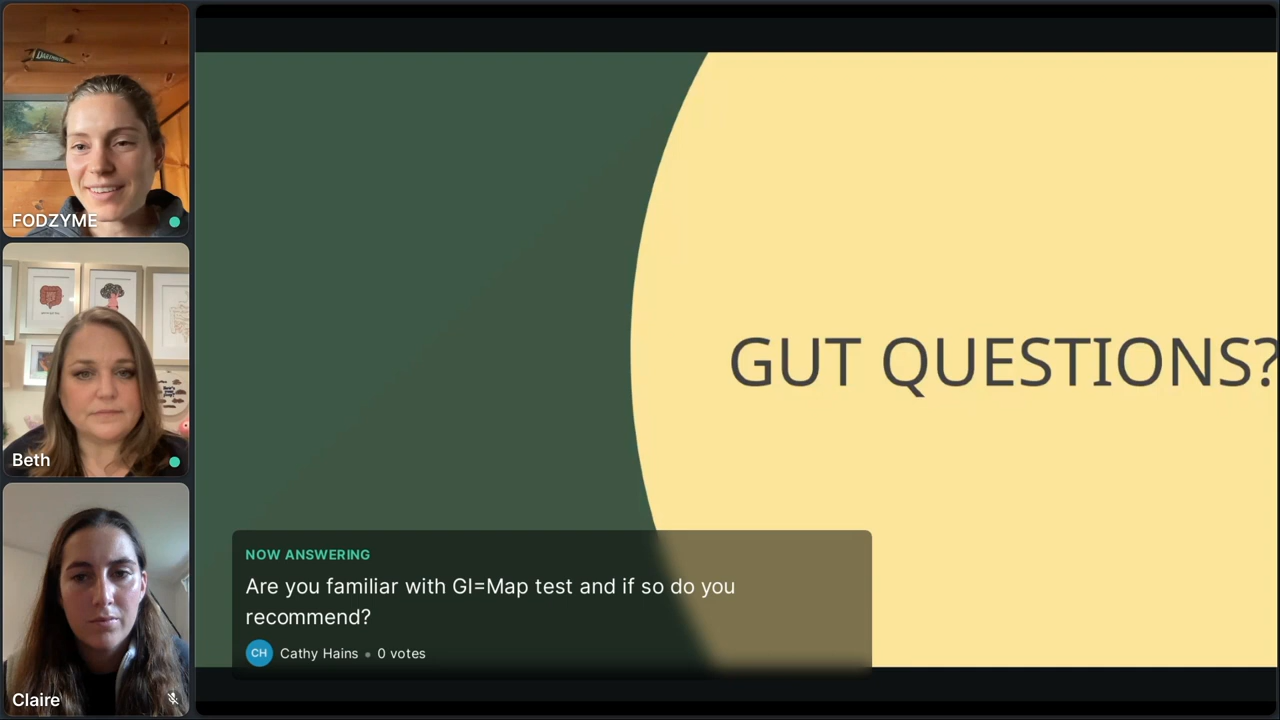 DARTMOUTH
FODZYME
Beth
Claire
GUT QUESTIONS?
NOW ANSWERING
Are you familiar with GI=Map test and if so do you
recommend?
CH Cathy Hains • 0 votes